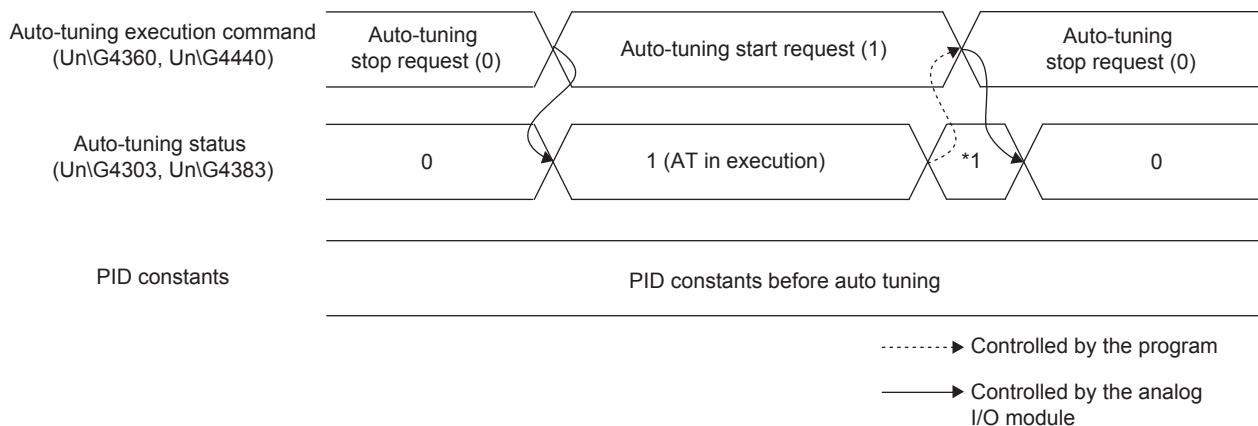 Auto-tuning execution command
(Un\G4360, Un\G4440)
Auto-tuning
stop request (0)
Auto-tuning start request (1)
Auto-tuning
stop request (0)
Auto-tuning status
(Un\G4303, Un\G4383)
0
1 (AT in execution)
*1
0
PID constants
PID constants before auto tuning
Controlled by the program
Controlled by the analog
I/O module